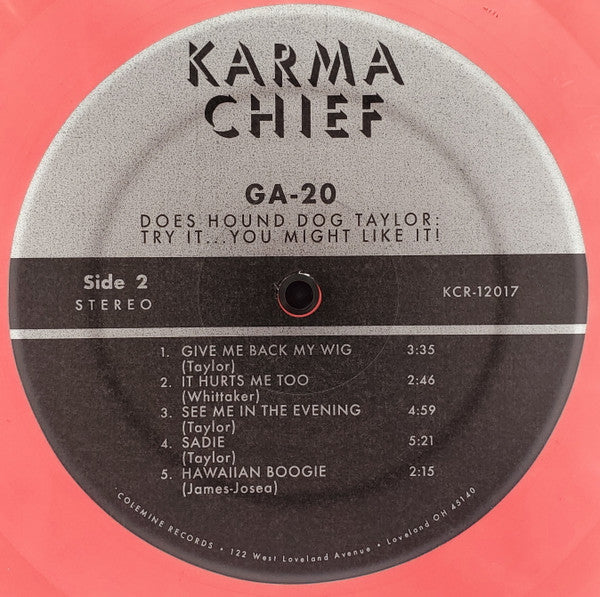 KARMA
CHIEF
GA-20
DOES HOUND DOG TAYLOR:
TRY IT...YOU MIGHT LIKE IT!
Side 2
STEREO
KCR-12017
1. GIVE ME BACK MY WIG 3:35
(Taylor)
2. IT HURTS ME TOO 2:46
(Whittaker)
3. SEE ME IN THE EVENING 4:59
(Taylor)
4. SADIE 5:21
(Taylor)
5. HAWAIIAN BOOGIE 2:15
(James-Josea)
COLEMINE RECORDS • 122 West Loveland Avenue • Loveland OH 45140